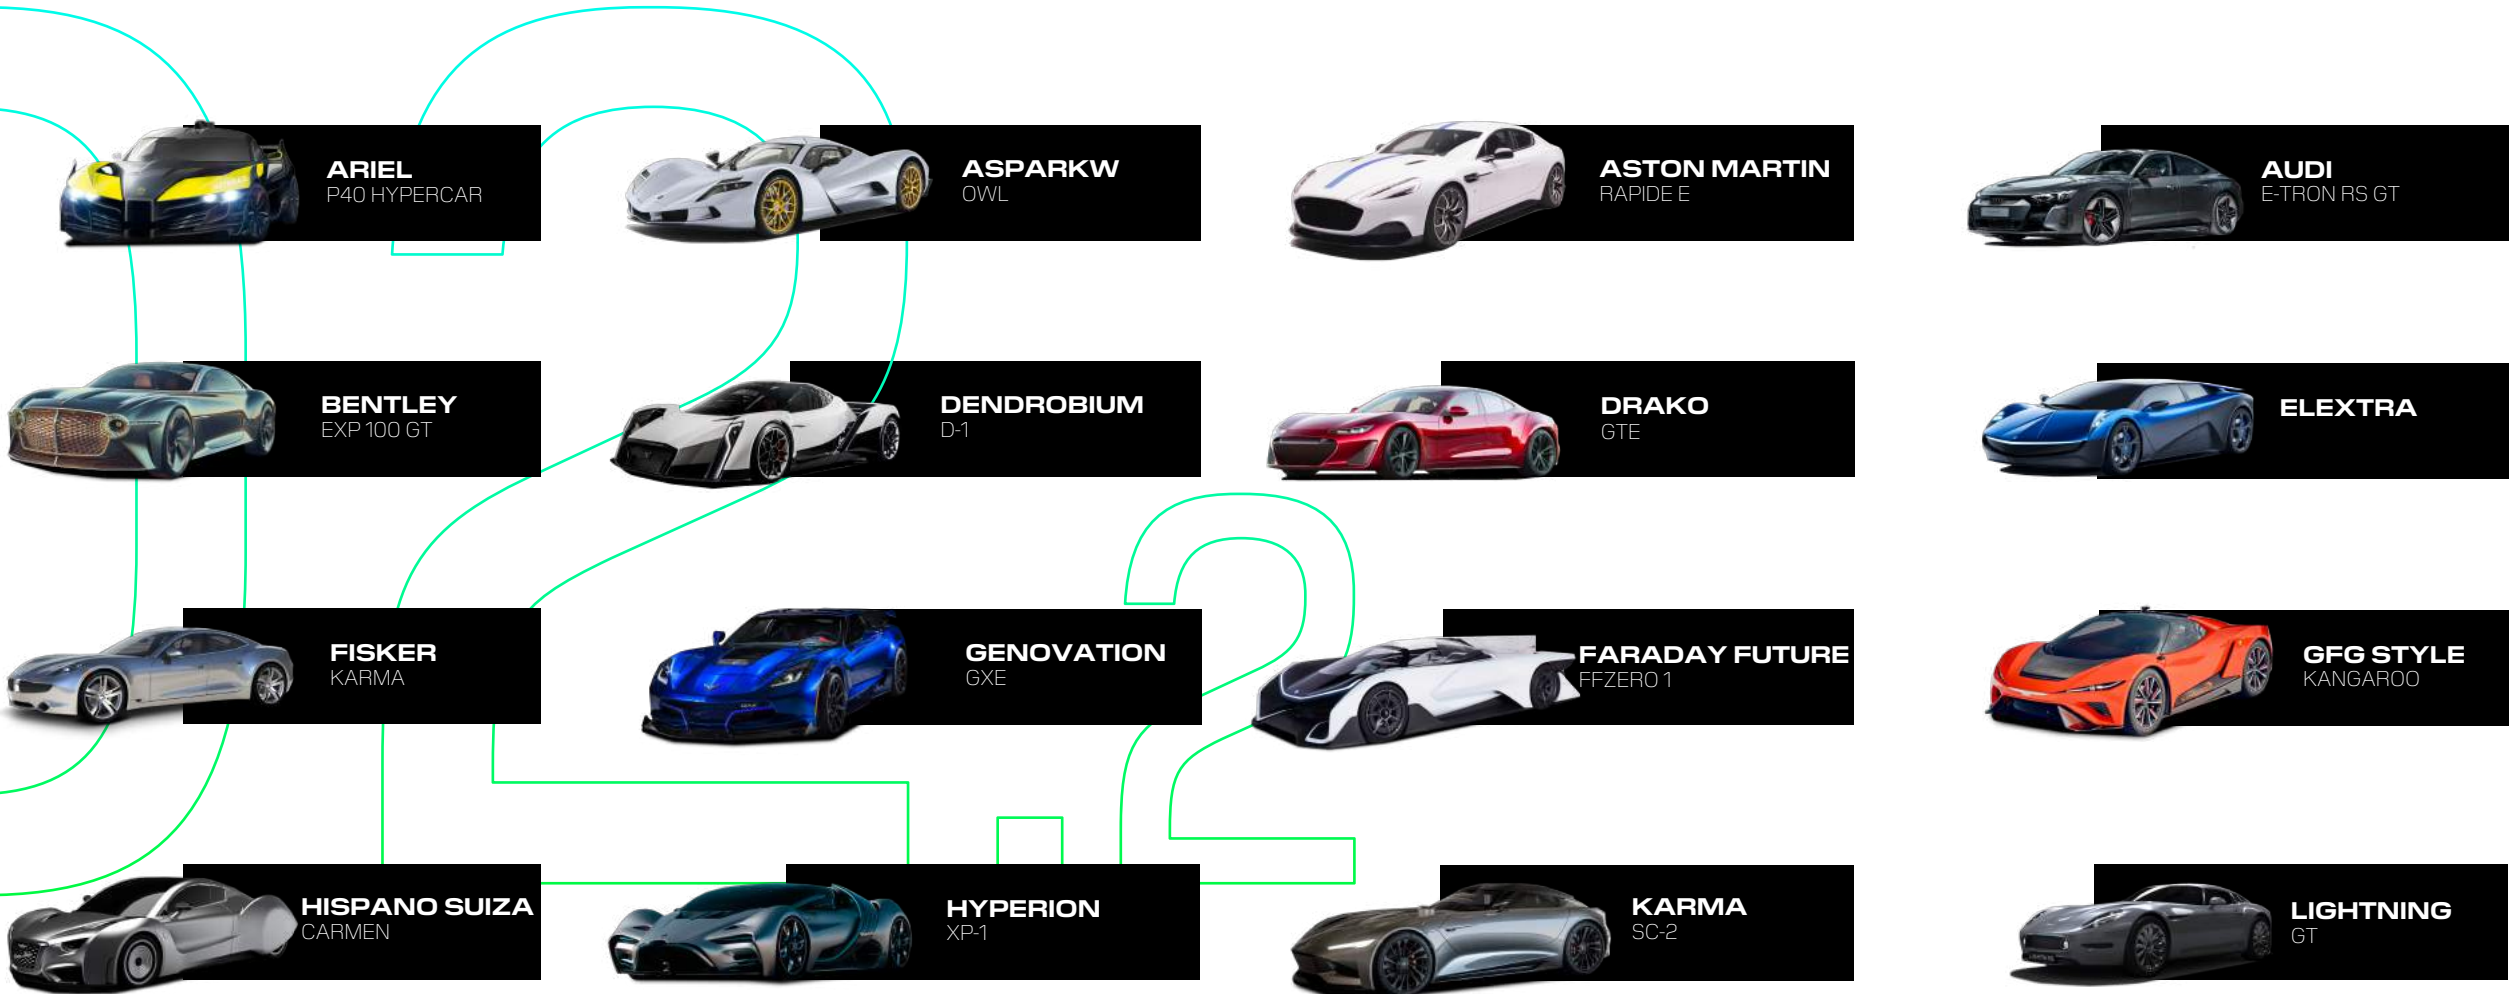 ARIEL
P40 HYPERCAR
ASPARKW
OWL
ASTON MARTIN
RAPIDE E
AUDI
E-TRON RS GT
BENTLEY
EXP 100 GT
DENDROBIUM
D-1
DRAKO
GTE
ELEXTRA
FISKER
KARMA
GENOVATION
GXE
FARADAY FUTURE
FFZERO 1
GFG STYLE
KANGAROO
HISPANO SUIZA
CARMEN
HYPERION
XP-1
KARMA
SC-2
LIGHTNING
GT